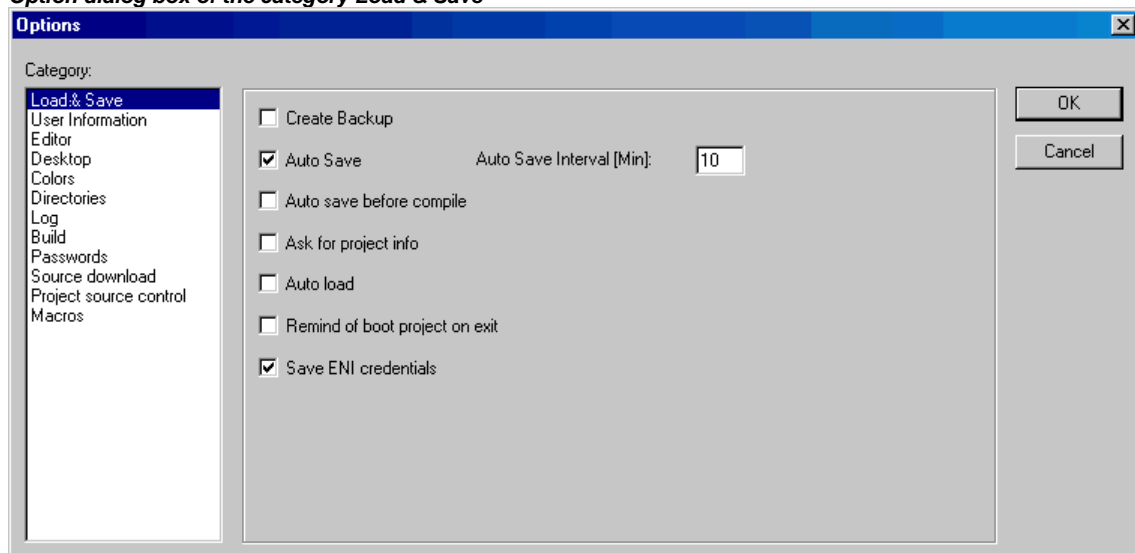 Option dialog box of the category Load & Save
Options
Category:
Load & Save
User Information
Editor
Desktop
Colors
Directories
Log
Build
Passwords
Source download
Project source control
Macros
Create Backup
Auto Save Auto Save Interval [Min]: 10
Auto save before compile
Ask for project info
Auto load
Remind of boot project on exit
Save ENI credentials
OK
Cancel